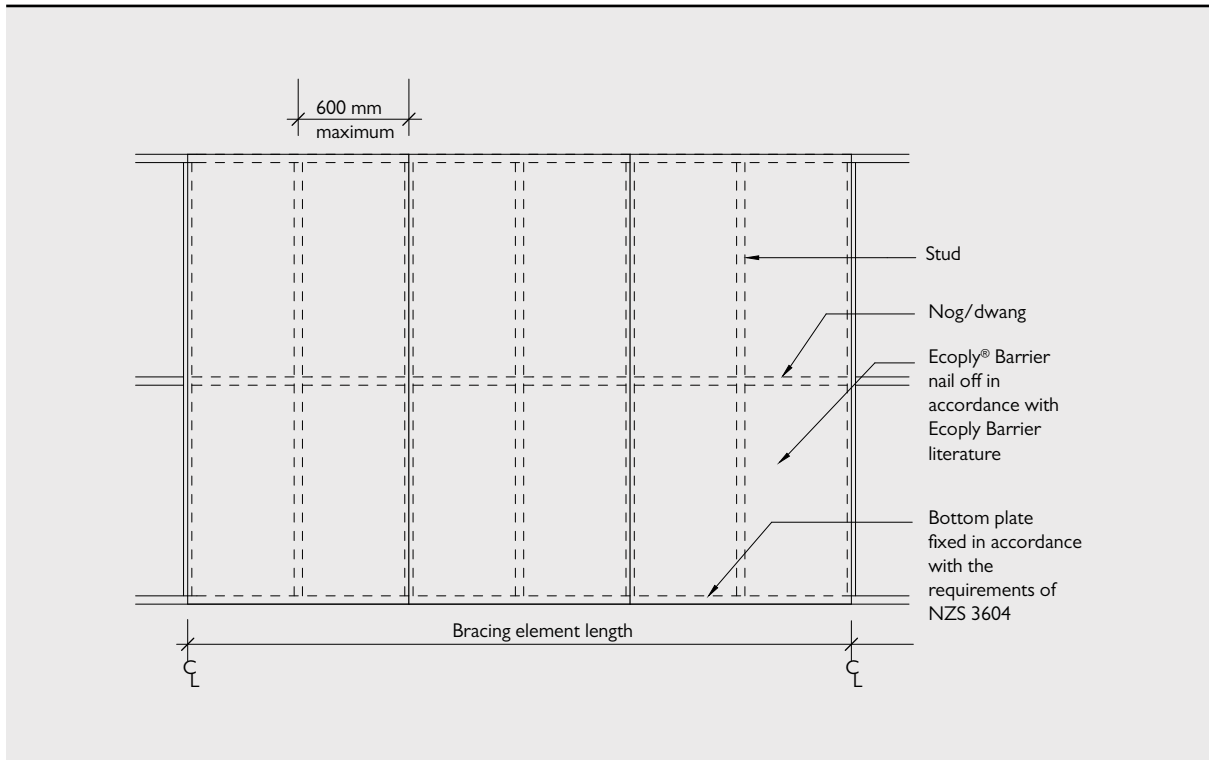 600 mm
maximum
Stud
Nog/dwang
Ecoply® Barrier
nail off in
accordance with
Ecoply Barrier
literature
Bottom plate
fixed in accordance
with the
requirements of
NZS 3604
Bracing element length
C
L
C
L